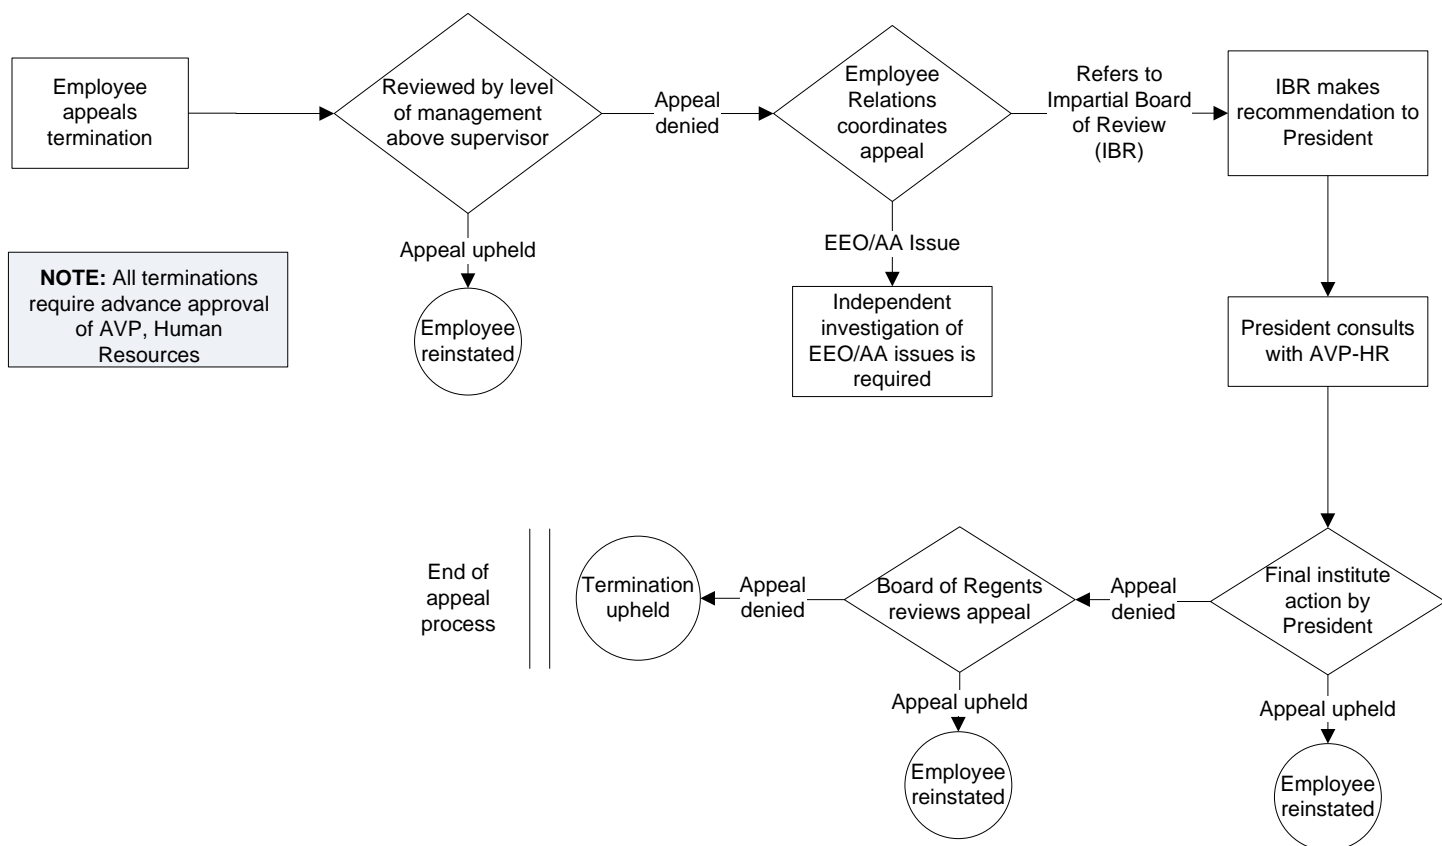 Employee
appeals
termination
Reviewed by level
of management
above supervisor
Appeal
denied
Employee
Relations
coordinates
appeal
Refers to
Impartial Board
of Review
(IBR)
IBR makes
recommendation to
President
Appeal upheld
Employee
reinstated
EEO/AA Issue
Independent
investigation of
EEO/AA issues is
required
President consults
with AVP-HR
NOTE: All terminations
require advance approval
of AVP, Human
Resources
Final institute
action by
President
Appeal
denied
Board of Regents
reviews appeal
Appeal
denied
Termination
upheld
End of
appeal
process
Appeal upheld
Employee
reinstated
Appeal upheld
Employee
reinstated